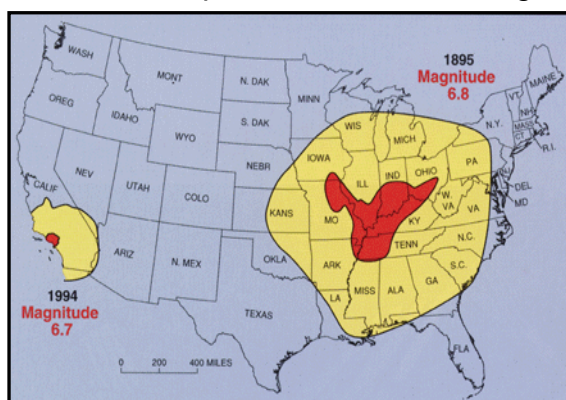 WASH
MONT
N. DAK
MINN
OREG
IDAHO
WYO
S. DAK
WIS
MICH
1895
Magnitude
6.8
MAINE
VT
NH
MASS
CT
R.I.
N.Y.
NEBR
IOWA
ILL
IND
OHIO
PA
NEV
UTAH
COLO
CALIF
KANS
MO
KY
W.
VA
VA
DEL
MD
ARIZ
N. MEX
OKLA
ARK
TENN
N.C.
S.C.
TEXAS
LA
MISS
ALA
GA
FLA
1994
Magnitude
6.7
0 200 400 MILES